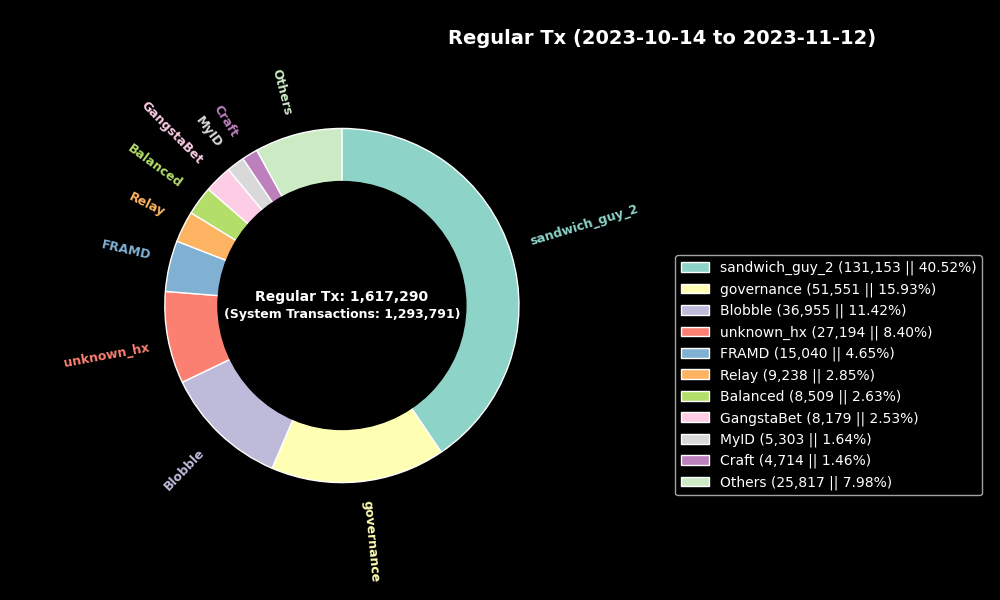 Regular Tx (2023-10-14 to 2023-11-12)
Others
Craft
MyID
GangstaBet
Balanced
Relay
FRAMD
unknown_hx
Blobble
governance
sandwich_guy_2
Regular Tx: 1,617,290
(System Transactions: 1,293,791)
sandwich_guy_2 (131,153 || 40.52%)
governance (51,551 || 15.93%)
Blobble (36,955 || 11.42%)
unknown_hx (27,194 || 8.40%)
FRAMD (15,040 || 4.65%)
Relay (9,238 || 2.85%)
Balanced (8,509 || 2.63%)
GangstaBet (8,179 || 2.53%)
MyID (5,303 || 1.64%)
Craft (4,714 || 1.46%)
Others (25,817 || 7.98%)